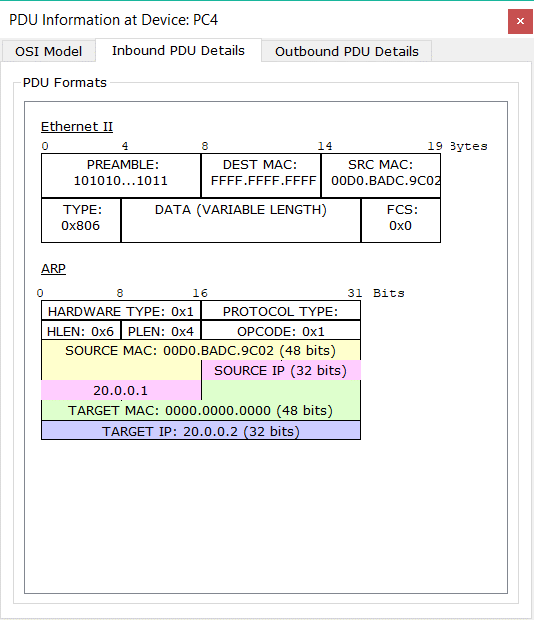 PDU Information at Device: PC4
×
OSI Model Inbound PDU Details Outbound PDU Details
PDU Formats
Ethernet II
0 4 8 14 19 Bytes
PREAMBLE: DEST MAC: SRC MAC:
101010...1011 FFFF.FFFF.FFFF 00D0.BADC.9C02
TYPE: DATA (VARIABLE LENGTH) FCS:
0x806 0x0
ARP
0 8 16 31 Bits
HARDWARE TYPE: 0x1 PROTOCOL TYPE:
HLEN: 0x6 PLEN: 0x4 OPCODE: 0x1
SOURCE MAC: 00D0.BADC.9C02 (48 bits)
SOURCE IP (32 bits)
20.0.0.1
TARGET MAC: 0000.0000.0000 (48 bits)
TARGET IP: 20.0.0.2 (32 bits)